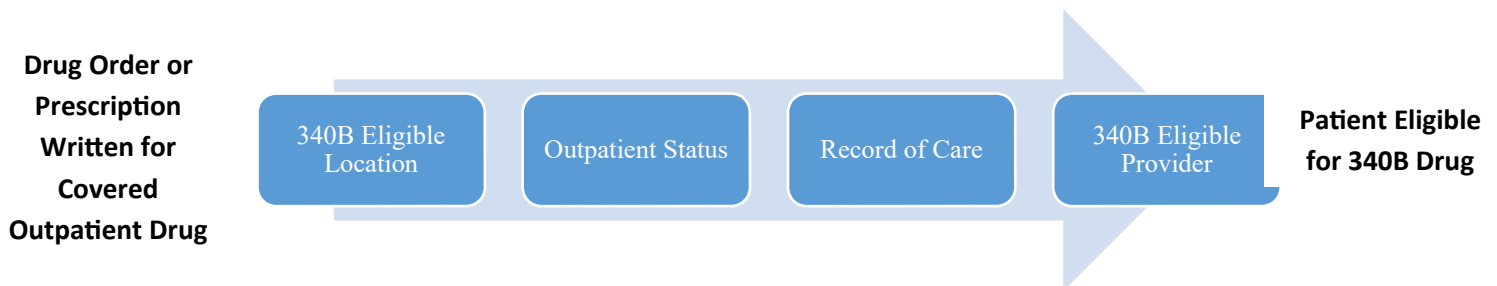 Drug Order or
Prescription
Written for
Covered
Outpatient Drug
340B Eligible
Location
Outpatient Status
Record of Care
340B Eligible
Provider
Patient Eligible
for 340B Drug